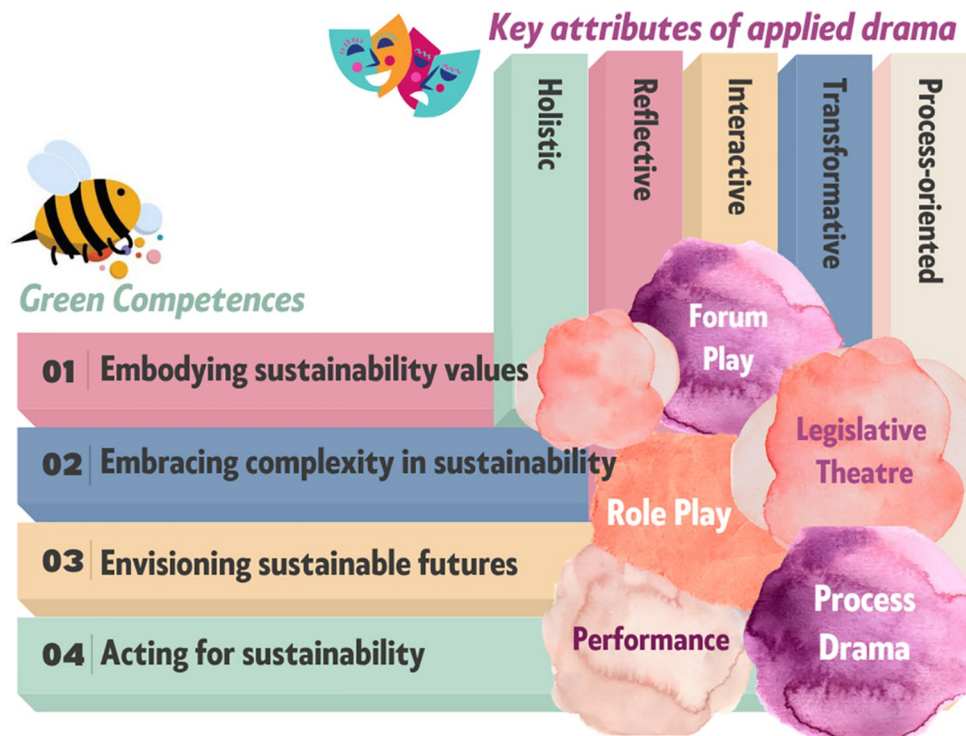 Key attributes of applied drama
Holistic
Reflective
Interactive
Transformative
Process-oriented
Green Competences
01 Embodying sustainability values
02 Embracing complexity in sustainability
03 Envisioning sustainable futures
04 Acting for sustainability
Forum
Play
Legislative
Theatre
Role Play
Process
Drama
Performance